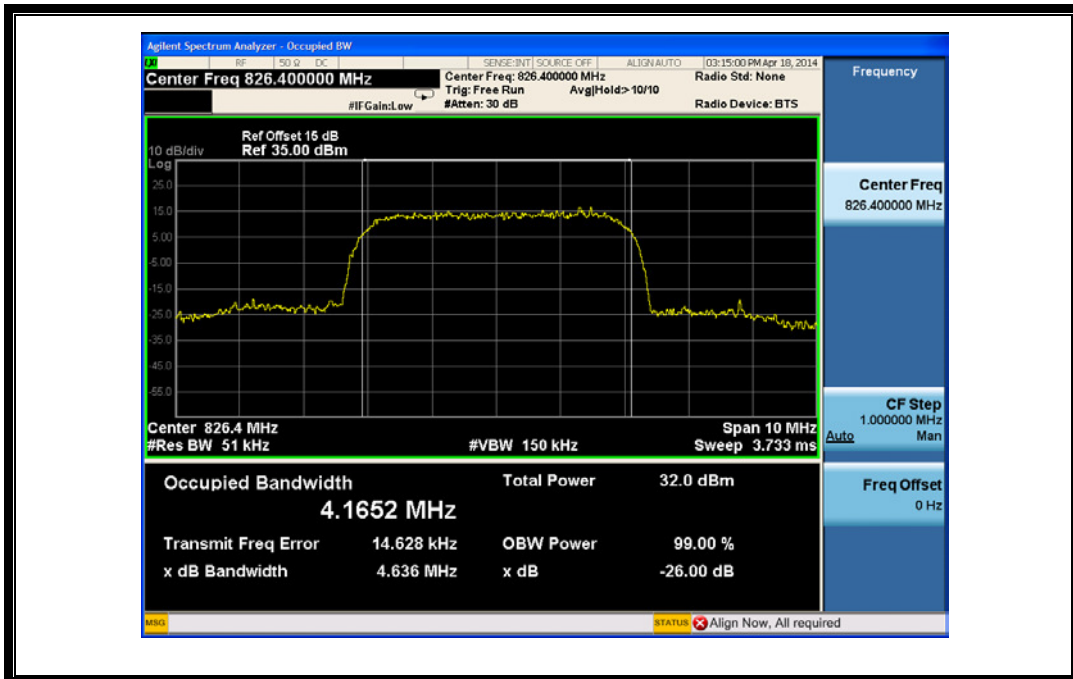 Agilent Spectrum Analyzer - Occupied BW
RF 50 Ω DC SENSE:INT SOURCE OFF ALIGN AUTO 03:15:00 PM Apr 18, 2014
Center Freq 826.400000 MHz
Center Freq: 826.400000 MHz
Radio Std: None
Trig: Free Run Avg|Hold:> 10/10
#IFGain:Low
#Atten: 30 dB
Radio Device: BTS
Frequency
Ref Offset 15 dB
10 dB/div Ref 35.00 dBm
Log
25.0
15.0
5.00
-5.00
-15.0
-25.0
-35.0
-45.0
-55.0
Center 826.4 MHz
Span 10 MHz
#Res BW 51 kHz
#VBW 150 kHz
Sweep 3.733 ms
Center Freq
826.400000 MHz
CF Step
1.000000 MHz
Auto Man
Freq Offset
0 Hz
Occupied Bandwidth
4.1652 MHz
Total Power 32.0 dBm
Transmit Freq Error 14.628 kHz
OBW Power 99.00 %
x dB Bandwidth 4.636 MHz
x dB -26.00 dB
MSG
STATUS
Align Now, All required